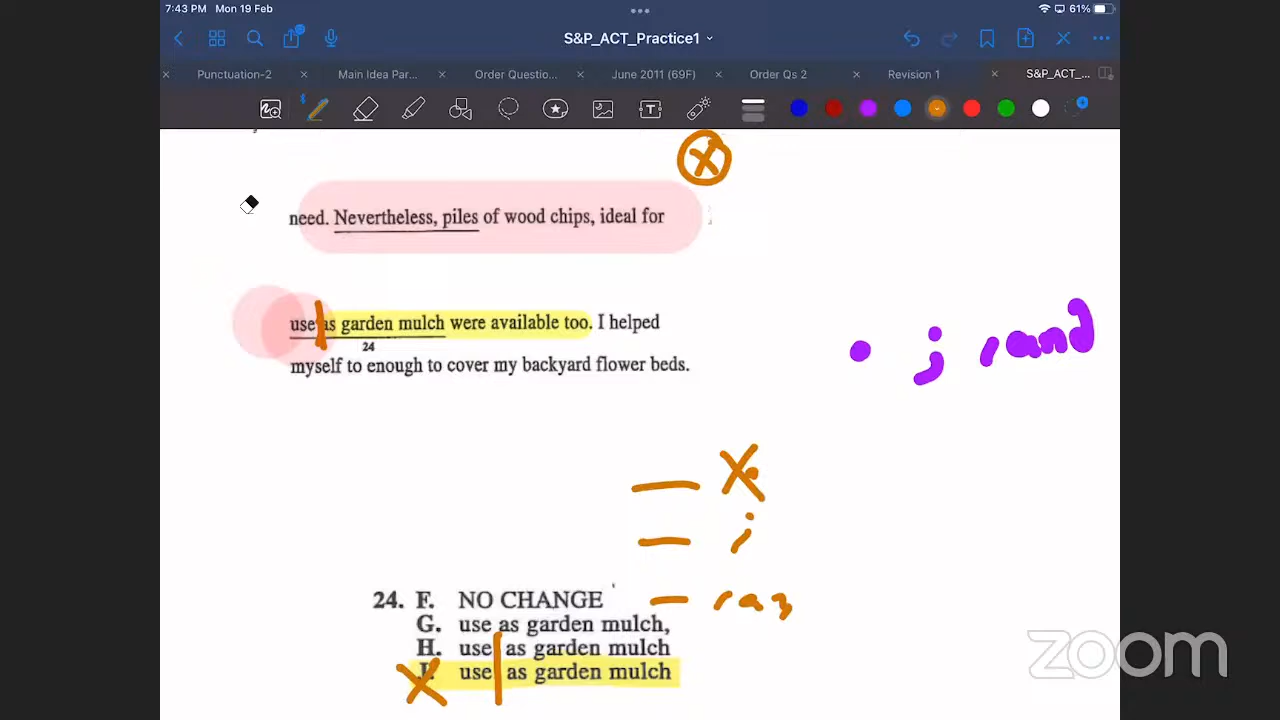 7:43 PM Mon 19 Feb
61%
S&P_ACT_Practice1
Punctuation-2
Main Idea Par...
Order Questio...
June 2011 (69F)
Order Qs 2
Revision 1
S&P_ACT_...
need. Nevertheless, piles of wood chips, ideal for
use as garden mulch were available too. I helped
24
myself to enough to cover my backyard flower beds.
. ; , and
24. F. NO CHANGE
G. use as garden mulch,
H. use as garden mulch
J. use as garden mulch
zoom